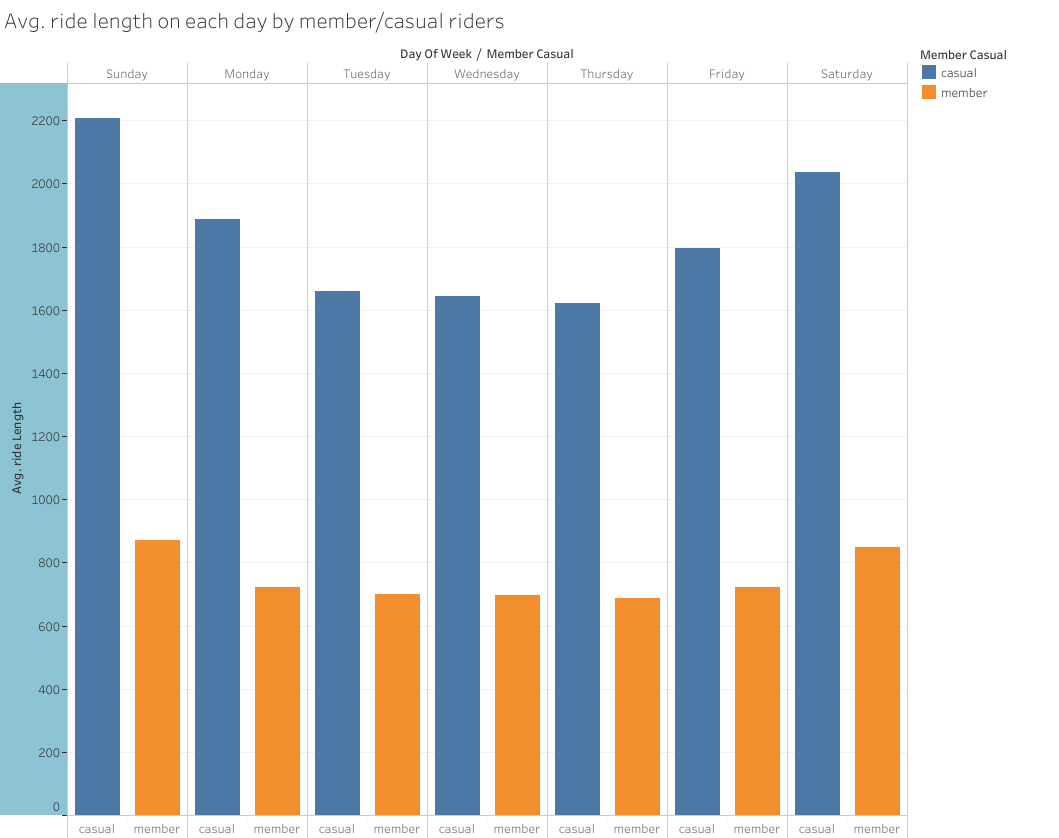 Avg. ride length on each day by member/casual riders
Day Of Week / Member Casual
Sunday Monday Tuesday Wednesday Thursday Friday Saturday
Member Casual
casual
member
Avg. ride Length
2200
2000
1800
1600
1400
1200
1000
800
600
400
200
0
casual member casual member casual member casual member casual member casual member casual member